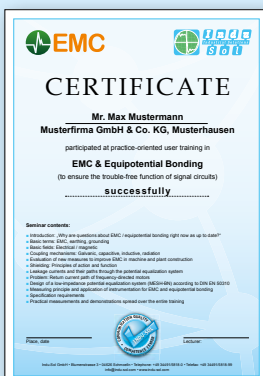 EMC
Indu
Sol
CERTIFICATE
Mr. Max Mustermann
Musterfirma GmbH & Co. KG, Musterhausen
participated at practice-oriented user training in
EMC & Equipotential Bonding
(to ensure the trouble-free function of signal circuits)
successfully
Seminar contents:
» Introduction: „Why are questions about EMC / equipotential bonding right now as up to date?"
» Basic terms: EMC, earthing, grounding
» Basic fields: Electrical / magnetic
» Coupling mechanisms: Galvanic, capacitive, inductive, radiation
» Evaluation of new measures to improve EMC in machine and plant construction
» Shielding: Principles of action and function
» Leakage currents and their paths through the potential equalization system
» Problem: Return current path of frequency-directed motors
» Design of a low-impedance potential equalization system (MESH-BN) according to DIN EN 50310
» Measuring principle and application of instrumentation for EMC and equipotential bonding
» Specification requirements
» Practical measurements and demonstrations spread over the entire training
Place, date
Lecturer: